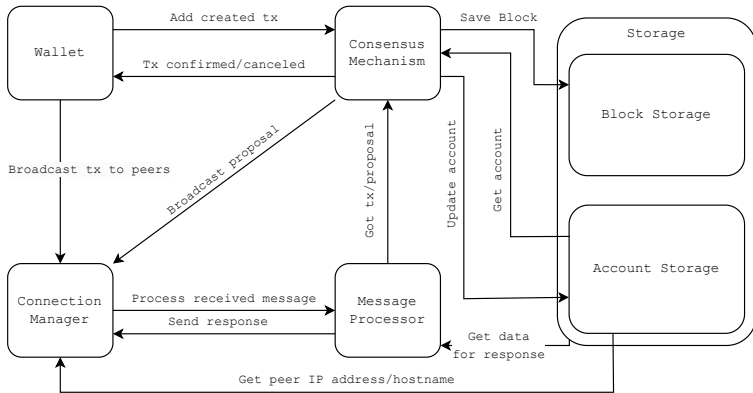 Add created tx
Save Block
Wallet
Consensus
Mechanism
Storage
Tx confirmed/canceled
Block Storage
Broadcast tx to peers
Broadcast proposal
Got tx/proposal
Update account
Get account
Connection
Manager
Process received message
Message
Processor
Account Storage
Send response
Get data
for response
Get peer IP address/hostname